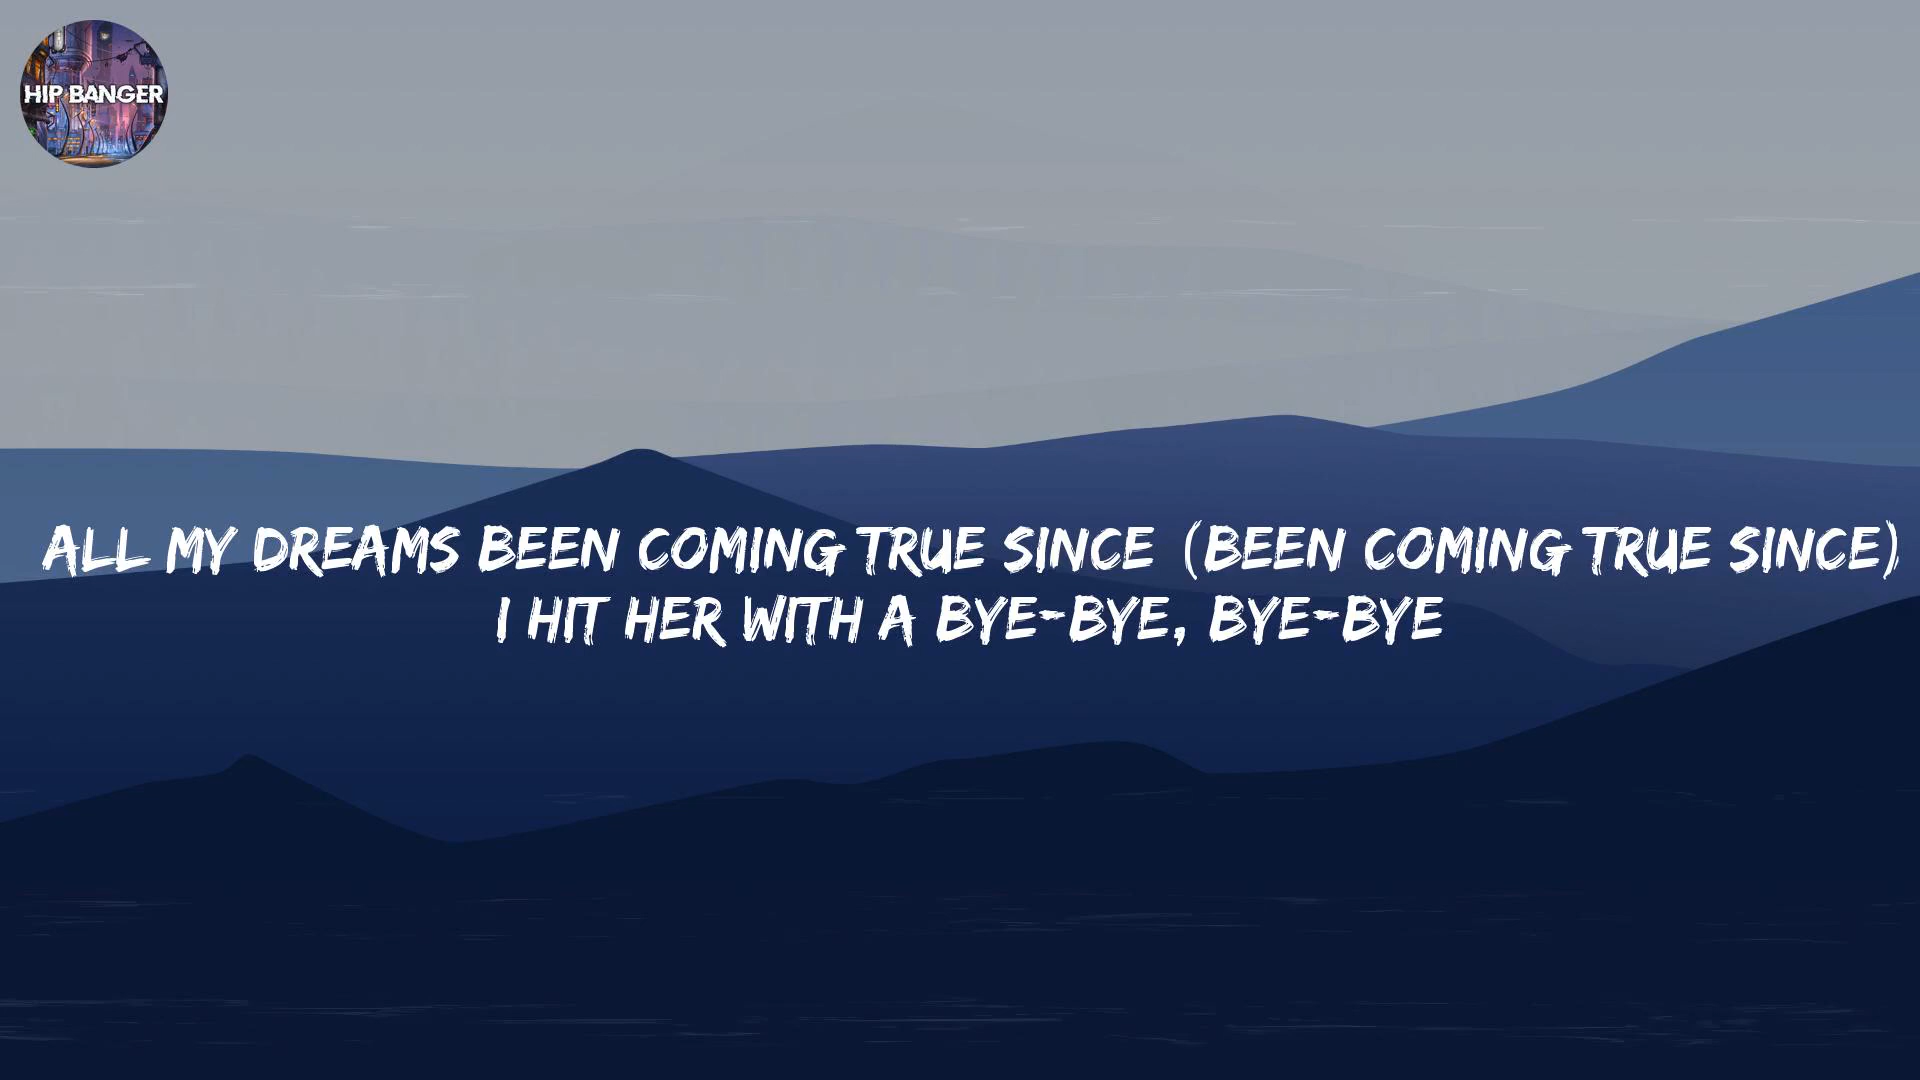 HIP BANGER
ALL MY DREAMS BEEN COMING TRUE SINCE (BEEN COMING TRUE SINCE)
I HIT HER WITH A BYE-BYE, BYE-BYE